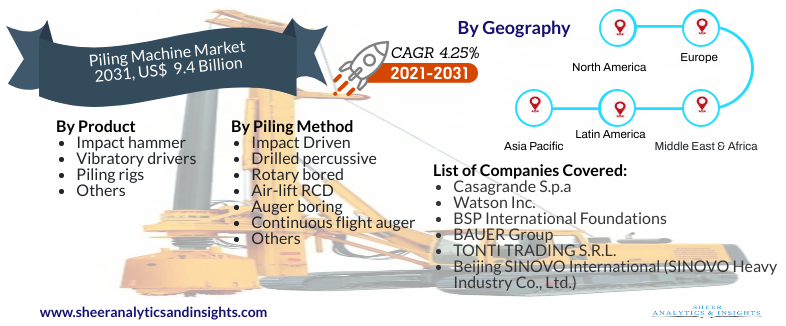 Piling Machine Market
2031, US$ 9.4 Billion
CAGR 4.25%
2021-2031
By Geography
North America
Europe
Asia Pacific
Latin America
Middle East & Africa
By Product
• Impact hammer
• Vibratory drivers
• Piling rigs
• Others
By Piling Method
• Impact Driven
• Drilled percussive
• Rotary bored
• Air-lift RCD
• Auger boring
• Continuous flight auger
• Others
List of Companies Covered:
• Casagrande S.p.a
• Watson Inc.
• BSP International Foundations
• BAUER Group
• TONTI TRADING S.R.L.
• Beijing SINOVO International (SINOVO Heavy
Industry Co., Ltd.)
www.sheeranalyticsandinsights.com
SHEER
ANALYTICS & INSIGHTS